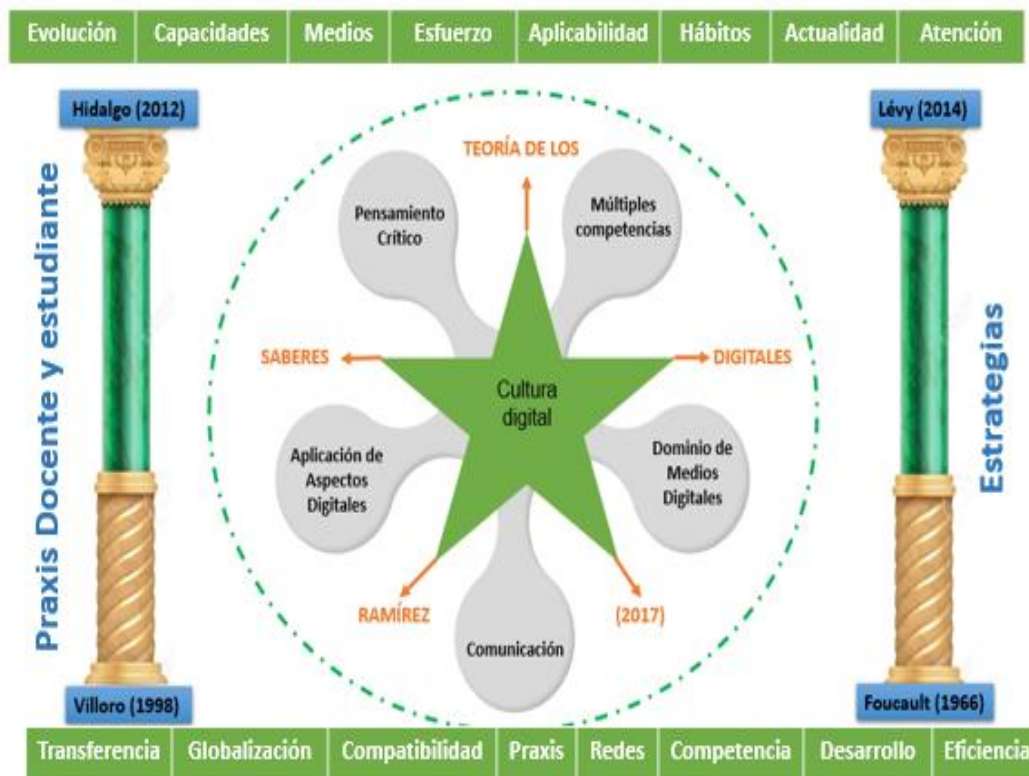 Evolución Capacidades Medios Esfuerzo Aplicabilidad Hábitos Actualidad Atención
Hidalgo (2012)
Lévy (2014)
Praxis Docente y estudiante
TEORÍA DE LOS
Pensamiento
Crítico
Múltiples
competencias
SABERES
DIGITALES
Cultura
digital
Aplicación de
Aspectos
Digitales
Dominio de
Medios
Digitales
Estrategias
RAMÍREZ
(2017)
Comunicación
Villoro (1998)
Foucault (1966)
Transferencia Globalización Compatibilidad Praxis Redes Competencia Desarrollo Eficiencia